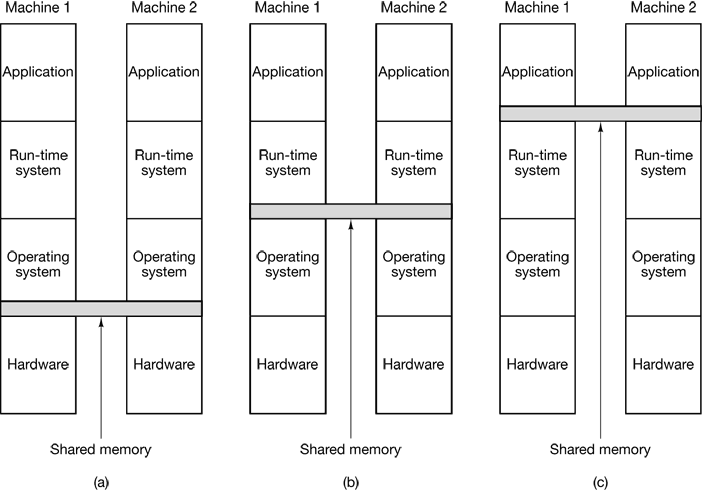 Machine 1
Machine 2
Application
Application
Run-time
system
Run-time
system
Operating
system
Operating
system
Hardware
Hardware
Shared memory
(a)
Machine 1
Machine 2
Application
Application
Run-time
system
Run-time
system
Operating
system
Operating
system
Hardware
Hardware
Shared memory
(b)
Machine 1
Machine 2
Application
Application
Run-time
system
Run-time
system
Operating
system
Operating
system
Hardware
Hardware
Shared memory
(c)